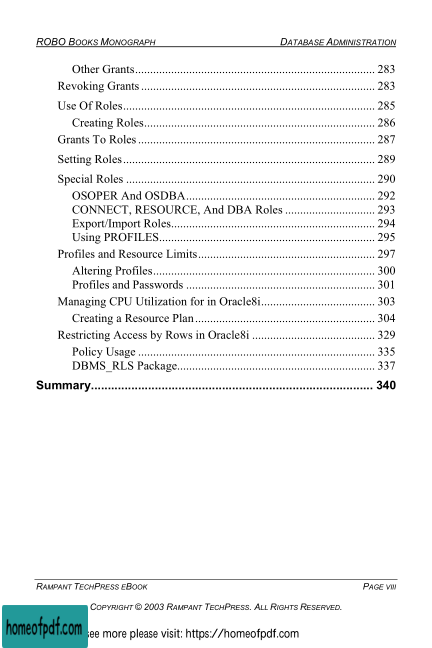 ROBO BOOKS MONOGRAPH DATABASE ADMINISTRATION
Other Grants................................................................................ 283
Revoking Grants.............................................................................. 283
Use Of Roles.................................................................................... 285
Creating Roles............................................................................. 286
Grants To Roles............................................................................... 287
Setting Roles.................................................................................... 289
Special Roles................................................................................... 290
OSOPER And OSDBA............................................................... 292
CONNECT, RESOURCE, And DBA Roles.............................. 293
Export/Import Roles.................................................................... 294
Using PROFILES........................................................................ 295
Profiles and Resource Limits........................................................... 297
Altering Profiles.......................................................................... 300
Profiles and Passwords............................................................... 301
Managing CPU Utilization for in Oracle8i...................................... 303
Creating a Resource Plan............................................................ 304
Restricting Access by Rows in Oracle8i......................................... 329
Policy Usage............................................................................... 335
DBMS_RLS Package.................................................................. 337
Summary.................................................................................... 340
RAMPANT TECHPRESS EBOOK PAGE VIII
COPYRIGHT © 2003 RAMPANT TECHPRESS. ALL RIGHTS RESERVED.
homeofpdf.com see more please visit: https://homeofpdf.com